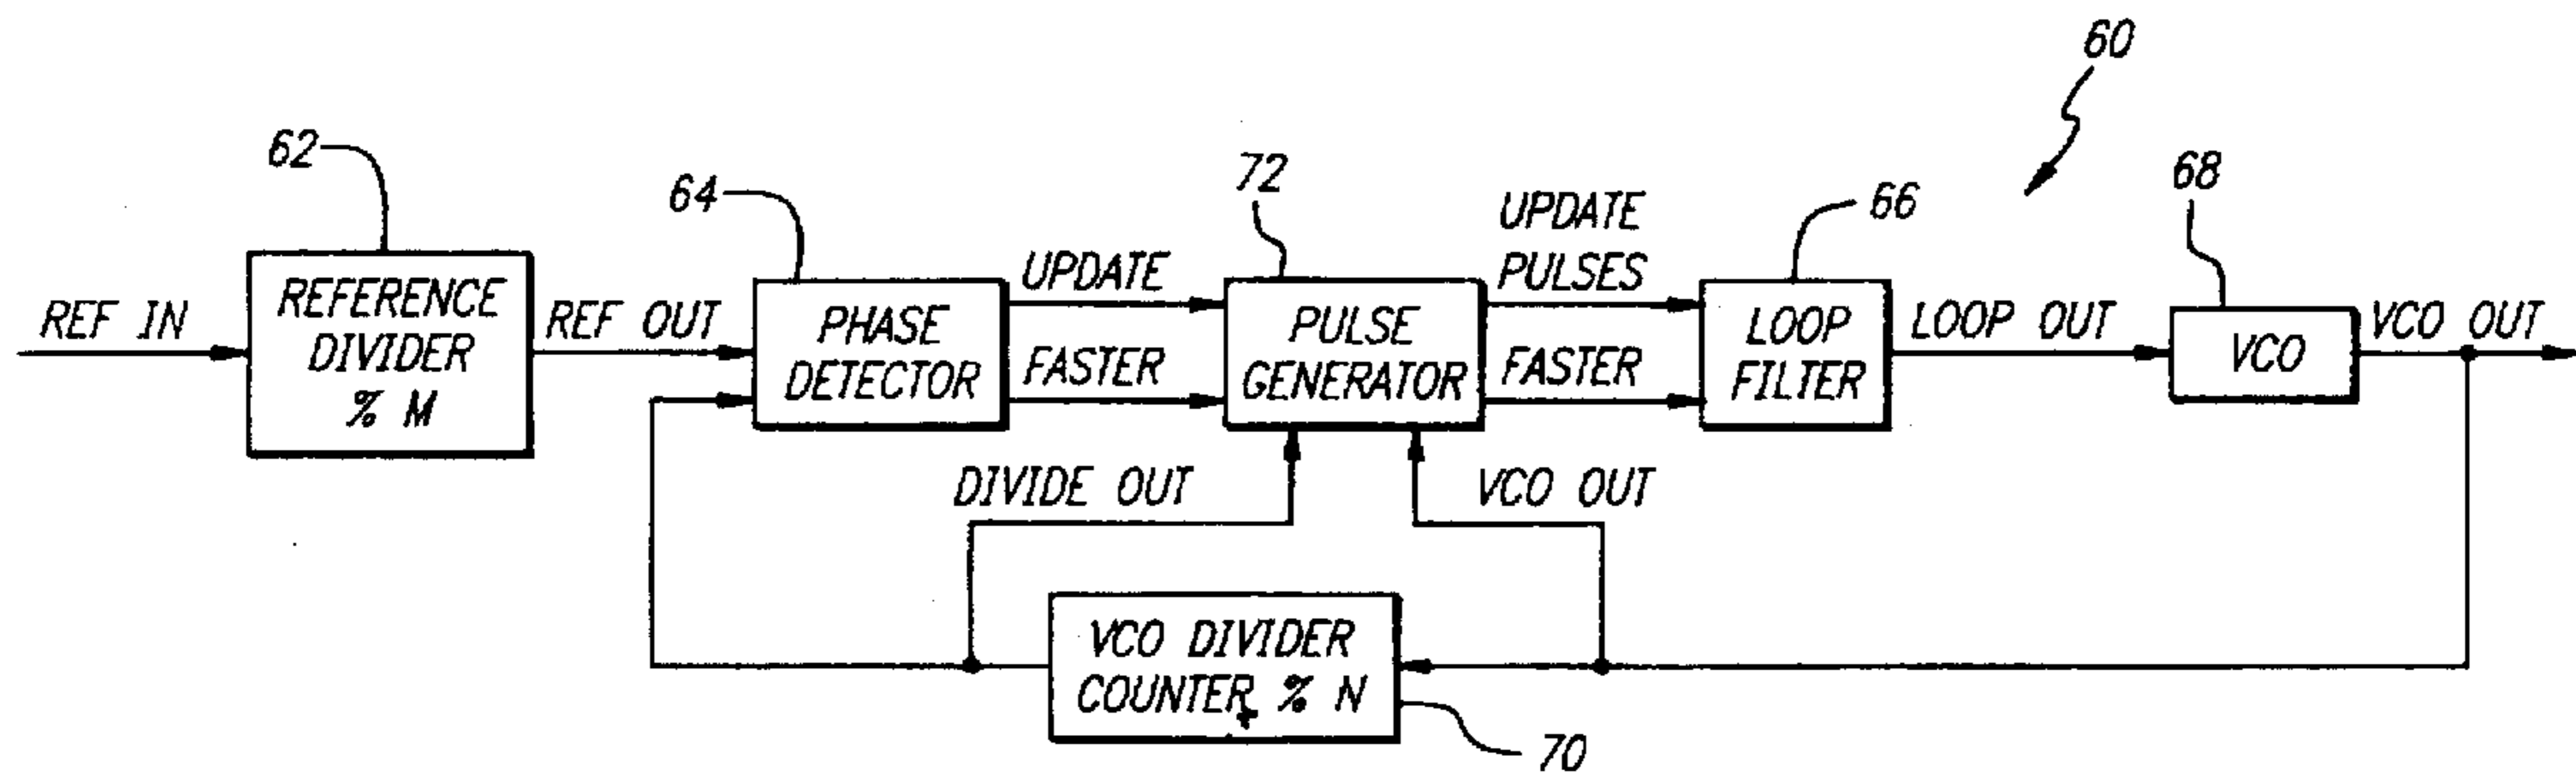 60
62
72
68
64
UPDATE
66
REFERENCE
DIVIDER
% M
REF IN
REF OUT
PHASE
DETECTOR
UPDATE
FASTER
PULSE
GENERATOR
PULSES
FASTER
LOOP
FILTER
LOOP OUT
VCO
VCO OUT
DIVIDE OUT
VCO OUT
VCO DIVIDER
COUNTER % N
70